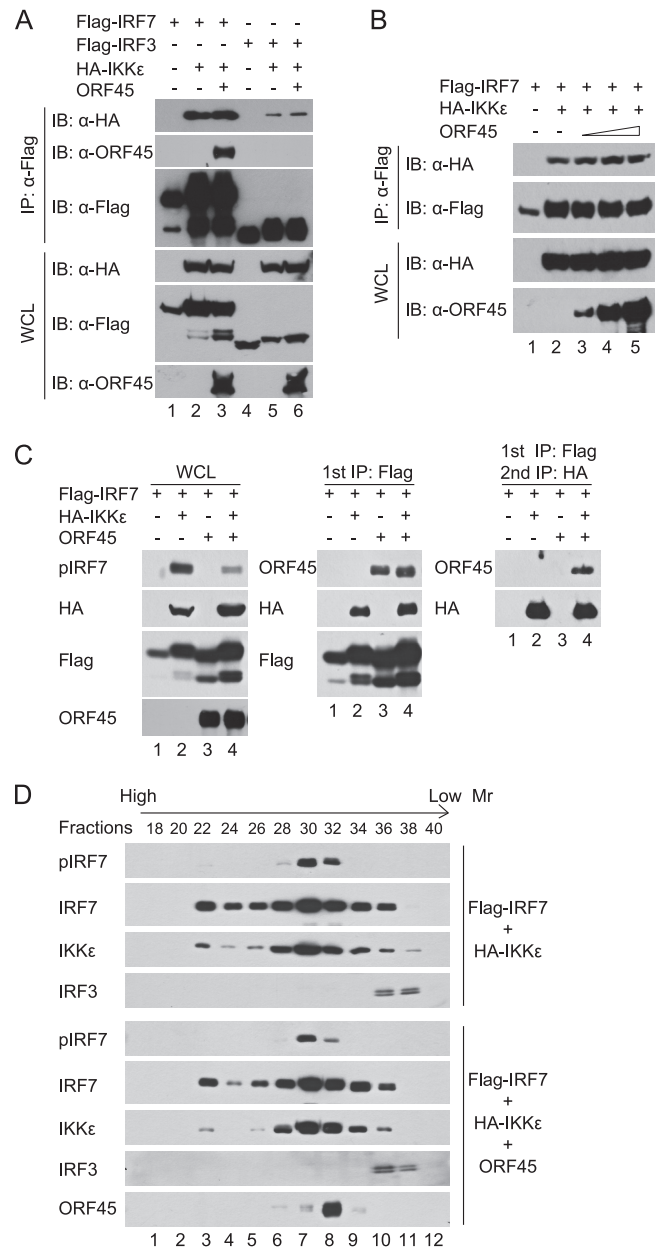 A
Flag-IRF7 + + + - - -
Flag-IRF3 - - - + + +
HA-IKKε - + + - + +
ORF45 - - + - - +
IP: α-Flag
IB: α-HA
IB: α-ORF45
IB: α-Flag
WCL
IB: α-HA
IB: α-Flag
IB: α-ORF45
1 2 3 4 5 6
B
Flag-IRF7 + + + + +
HA-IKKε - + + + +
ORF45 - -
IP: α-Flag
IB: α-HA
IB: α-Flag
WCL
IB: α-HA
IB: α-ORF45
1 2 3 4 5
C
WCL
Flag-IRF7 + + + +
HA-IKKε - + - +
ORF45 - - + +
pIRF7
HA
Flag
ORF45
1 2 3 4
1st IP: Flag
+ + + +
- + - +
- - + +
ORF45
HA
Flag
1 2 3 4
1st IP: Flag
2nd IP: HA
+ + + +
- + - +
- - + +
ORF45
HA
1 2 3 4
D
High Low Mr
Fractions 18 20 22 24 26 28 30 32 34 36 38 40
pIRF7
IRF7
IKKε
IRF3
Flag-IRF7
+
HA-IKKε
pIRF7
IRF7
IKKε
IRF3
ORF45
Flag-IRF7
+
HA-IKKε
+
ORF45
1 2 3 4 5 6 7 8 9 10 11 12